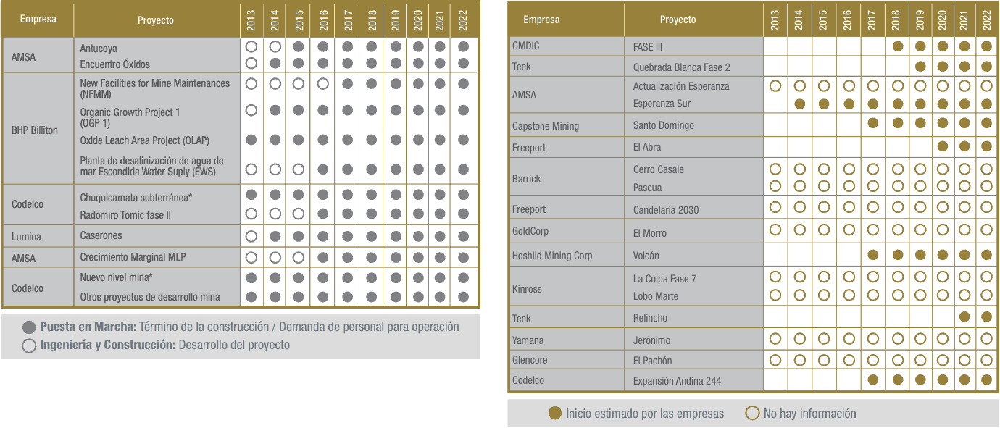 Empresa Proyecto 2013 2014 2015 2016 2017 2018 2019 2020 2021 2022
AMSA
Antucoya
Encuentro Óxidos
BHP Billiton
New Facilities for Mine Maintenances
(NFMM)
Organic Growth Project 1
(OGP 1)
Oxide Leach Area Project (OLAP)
Planta de desalinización de agua de
mar Escondida Water Suply (EWS)
Codelco
Chuquicamata subterránea*
Radomiro Tomic fase II
Lumina Caserones
AMSA Crecimiento Marginal MLP
Codelco
Nuevo nivel mina*
Otros proyectos de desarrollo mina
Puesta en Marcha: Término de la construcción / Demanda de personal para operación
Ingeniería y Construcción: Desarrollo del proyecto
Empresa Proyecto 2013 2014 2015 2016 2017 2018 2019 2020 2021 2022
CMDIC FASE III
Teck Quebrada Blanca Fase 2
AMSA
Actualización Esperanza
Esperanza Sur
Capstone Mining Santo Domingo
Freeport El Abra
Barrick
Cerro Casale
Pascua
Freeport Candelaria 2030
GoldCorp El Morro
Hoshild Mining Corp Volcán
Kinross
La Coipa Fase 7
Lobo Marte
Teck Relincho
Yamana Jerónimo
Glencore El Pachón
Codelco Expansión Andina 244
Inicio estimado por las empresas No hay información